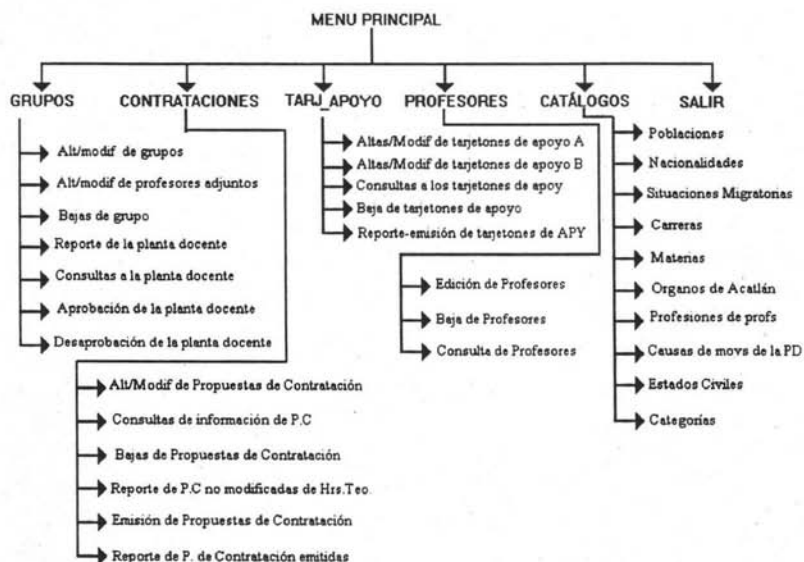 MENU PRINCIPAL
GRUPOS
CONTRATACIONES
TARJ_APOYO
PROFESORES
CATÁLOGOS
SALIR
Alt/modif de grupos
Alt/modif de profesores adjuntos
Bajas de grupo
Reporte de la planta docente
Consultas a la planta docente
Aprobación de la planta docente
Desaprobación de la planta docente
Alt/Modif de Propuestas de Contratación
Consultas de información de P.C
Bajas de Propuestas de Contratación
Reporte de P.C no modificadas de Hrs.Teo.
Emisión de Propuestas de Contratación
Reporte de P. de Contratación emitidas
Altas/Modif de tarjetones de apoyo A
Altas/Modif de tarjetones de apoyo B
Consultas a los tarjetones de apoy
Baja de tarjetones de apoyo
Reporte-emisión de tarjetones de APY
Edición de Profesores
Baja de Profesores
Consulta de Profesores
Poblaciones
Nacionalidades
Situaciones Migratorias
Carreras
Materias
Organos de Acatlán
Profesiones de profs
Causas de movs de la PD
Estados Civiles
Categorías